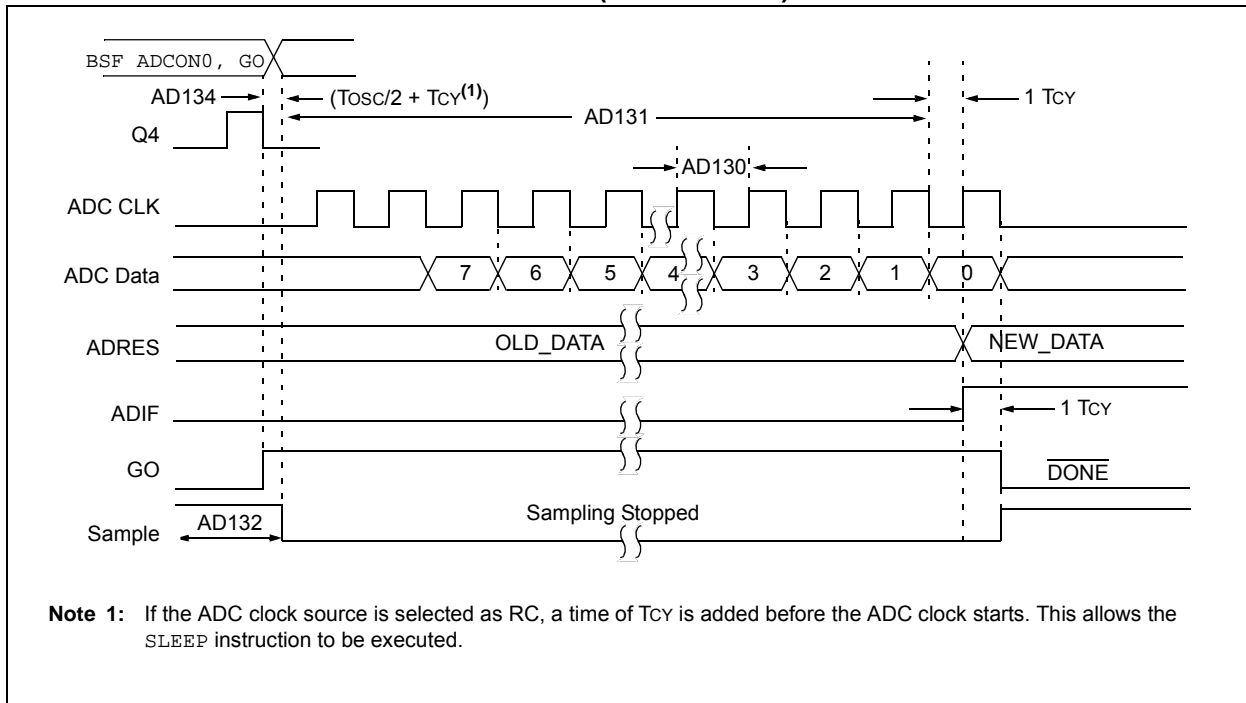 BSF ADCON0, GO
AD134
(TOSC/2 + TCY(1))
1 TCY
AD131
Q4
AD130
ADC CLK
ADC Data
7 6 5 4 3 2 1 0
ADRES
OLD_DATA
NEW_DATA
ADIF
1 TCY
GO
DONE
Sample
AD132
Sampling Stopped
Note 1: If the ADC clock source is selected as RC, a time of TCY is added before the ADC clock starts. This allows the
SLEEP instruction to be executed.